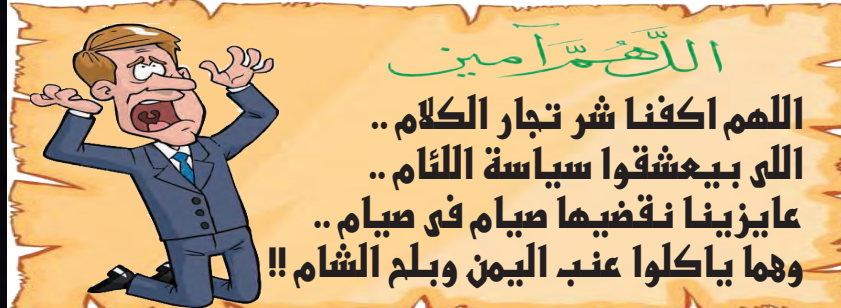 اللَّهُمَّ آمين
اللهم اكفنا شر تجار الكلام ..
اللى بيعشقوا سياسة اللئام ..
عايزينا نقضيها صيام فى صيام ..
وهما ياكلوا عنب اليمن وبلح الشام !!